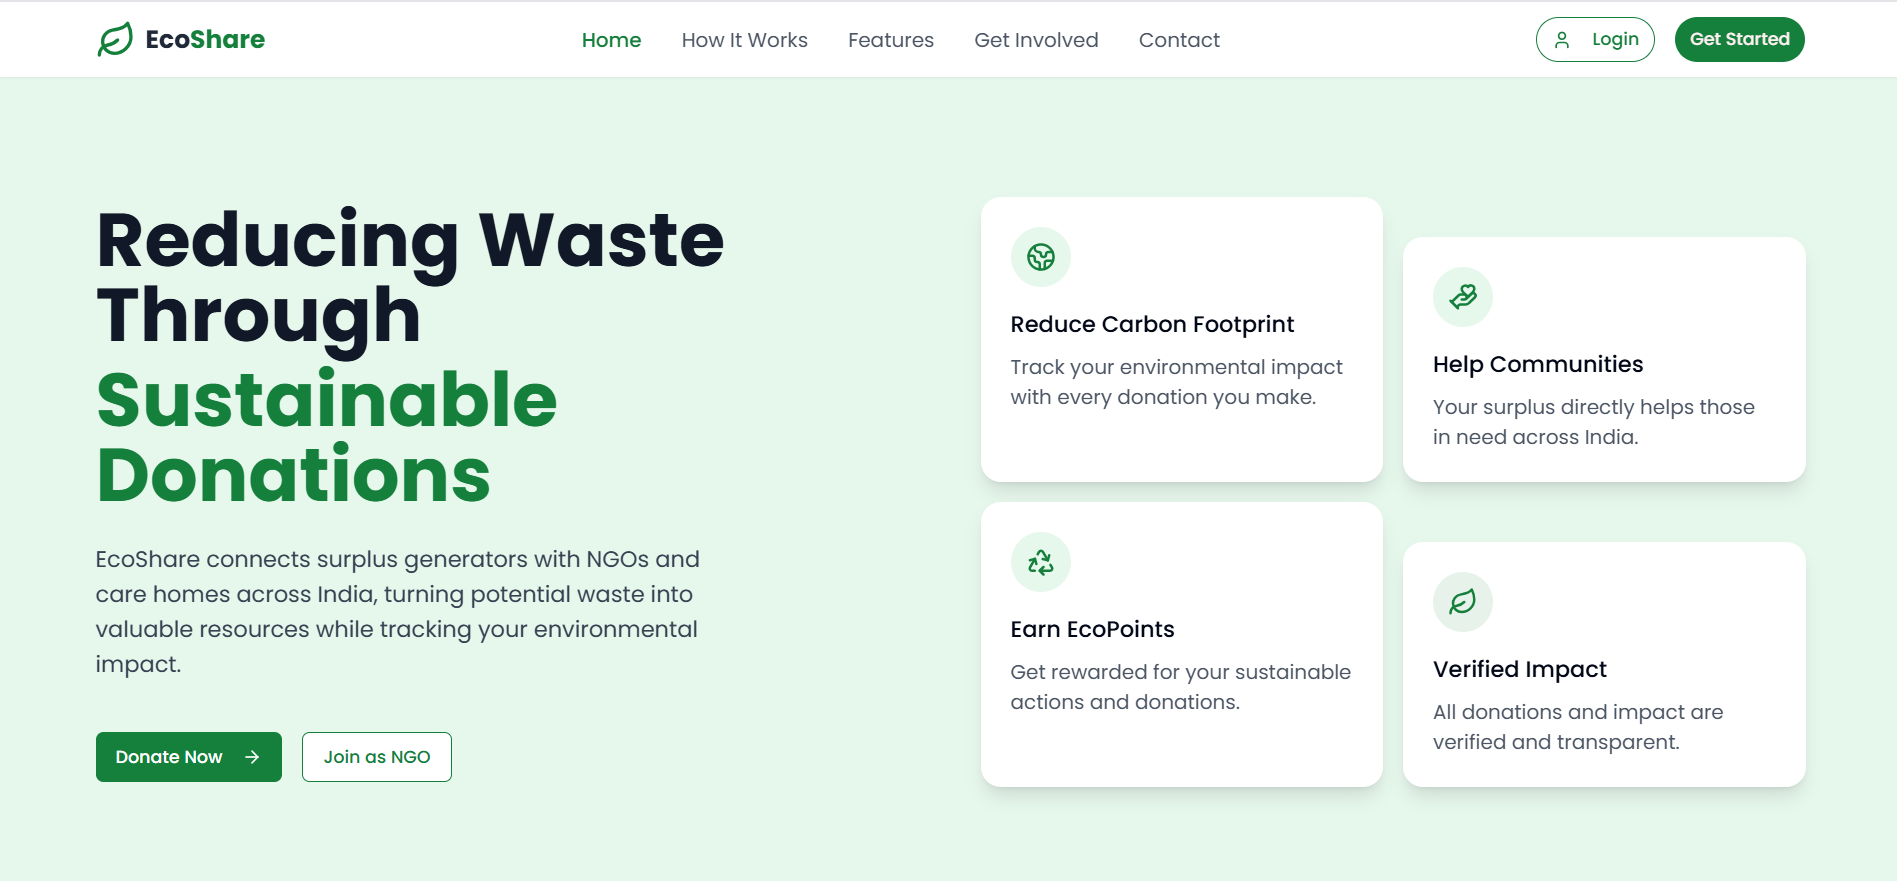 EcoShare
Home
How It Works
Features
Get Involved
Contact
Login
Get Started
Reducing Waste
Through
Sustainable
Donations
EcoShare connects surplus generators with NGOs and
care homes across India, turning potential waste into
valuable resources while tracking your environmental
impact.
Donate Now
Join as NGO
Reduce Carbon Footprint
Track your environmental impact
with every donation you make.
Help Communities
Your surplus directly helps those
in need across India.
Earn EcoPoints
Get rewarded for your sustainable
actions and donations.
Verified Impact
All donations and impact are
verified and transparent.